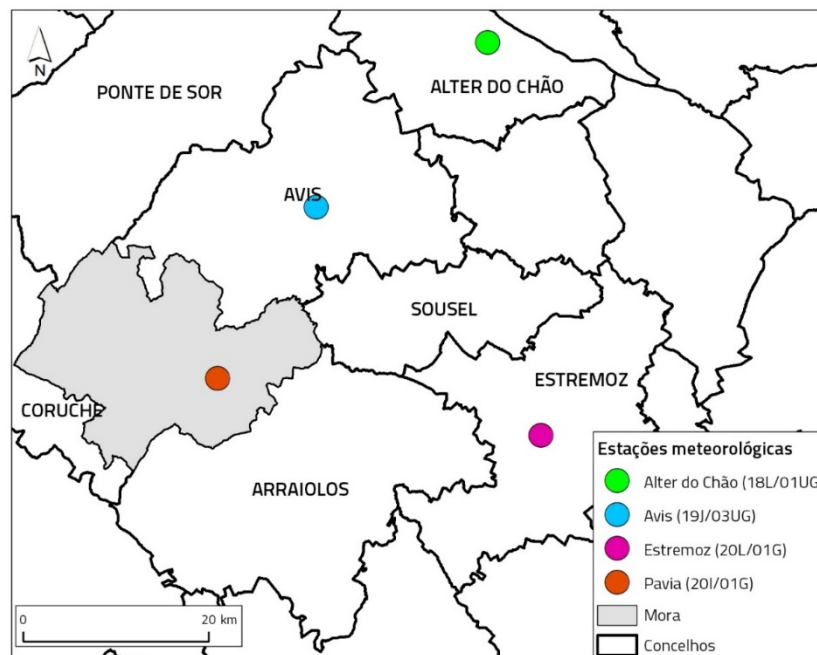 N
PONTE DE SOR
ALTER DO CHÃO
AVIS
SOUSEL
ESTREMOZ
CORUCHE
ARRAIOLOS
Estações meteorológicas
Alter do Chão (18L/01UG
Avis (19J/03UG)
Estremoz (20L/01G)
Pavia (20I/01G)
Mora
Concelhos
0 20 km